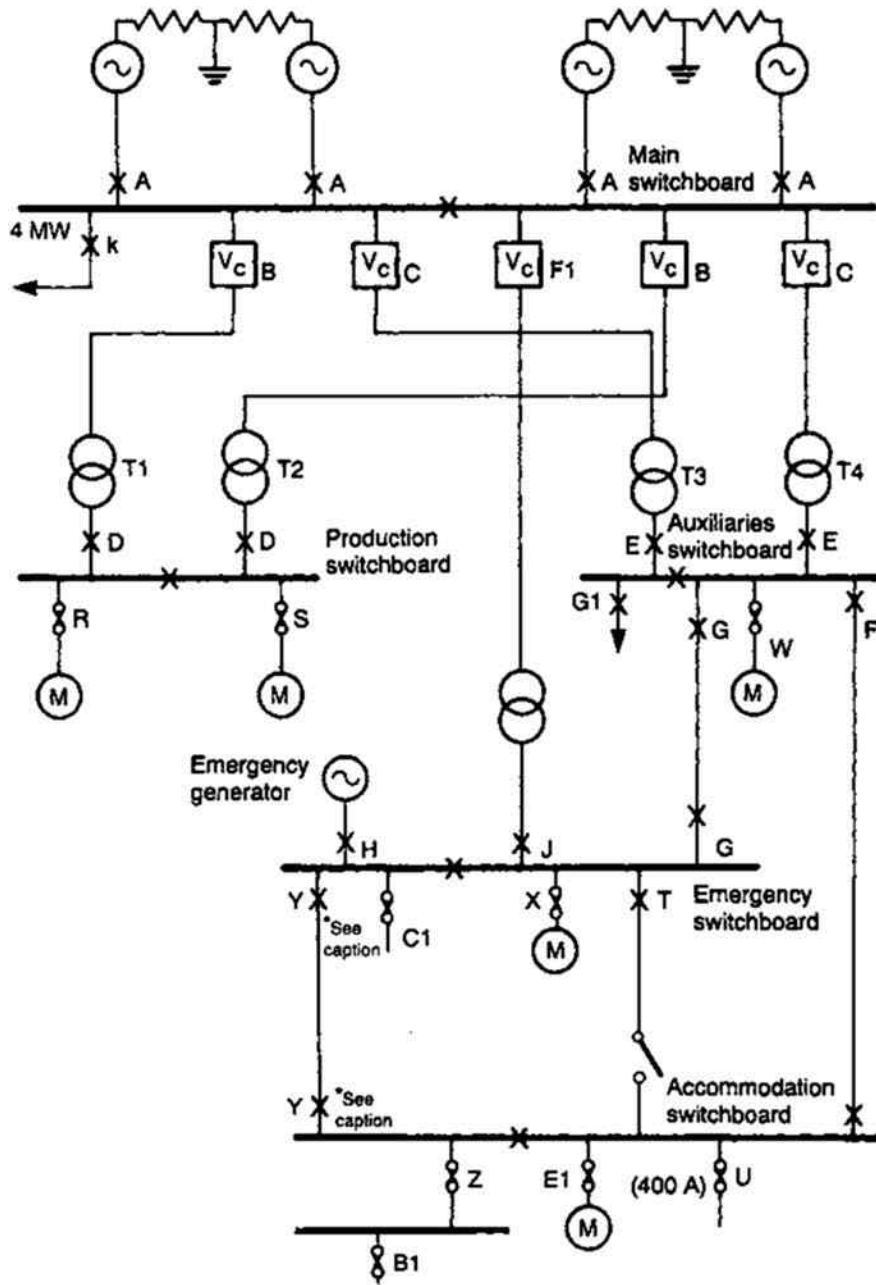 A
A
Main
switchboard
A
A
4 MW
k
Vc B
Vc C
Vc F1
Vc B
Vc C
T1
T2
T3
T4
D
D
Production
switchboard
E
Auxiliaries
switchboard
E
R
S
G1
G
W
F
M
M
M
Emergency
generator
H
J
G
Y
*See
caption
C1
X
T
Emergency
switchboard
M
Y
*See
caption
Accommodation
switchboard
Z
E1
(400 A)
U
M
B1